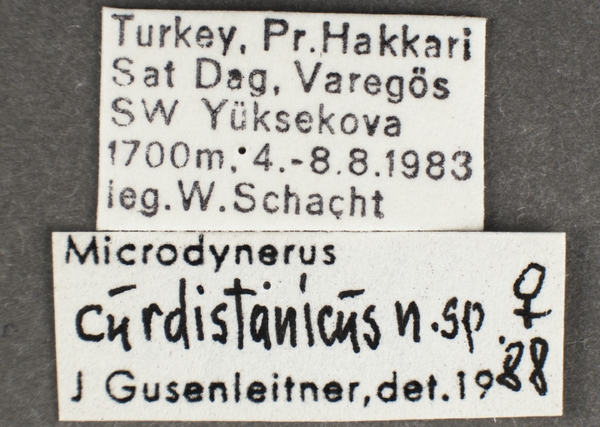 Turkey, Pr.Hakkari
Sat Dag, Varegös
SW Yüksekova
1700m, 4.-8.8.1983
leg.W.Schacht
Microdynerus
curdistanicus n.sp. ♀
J Gusenleitner,det.1988